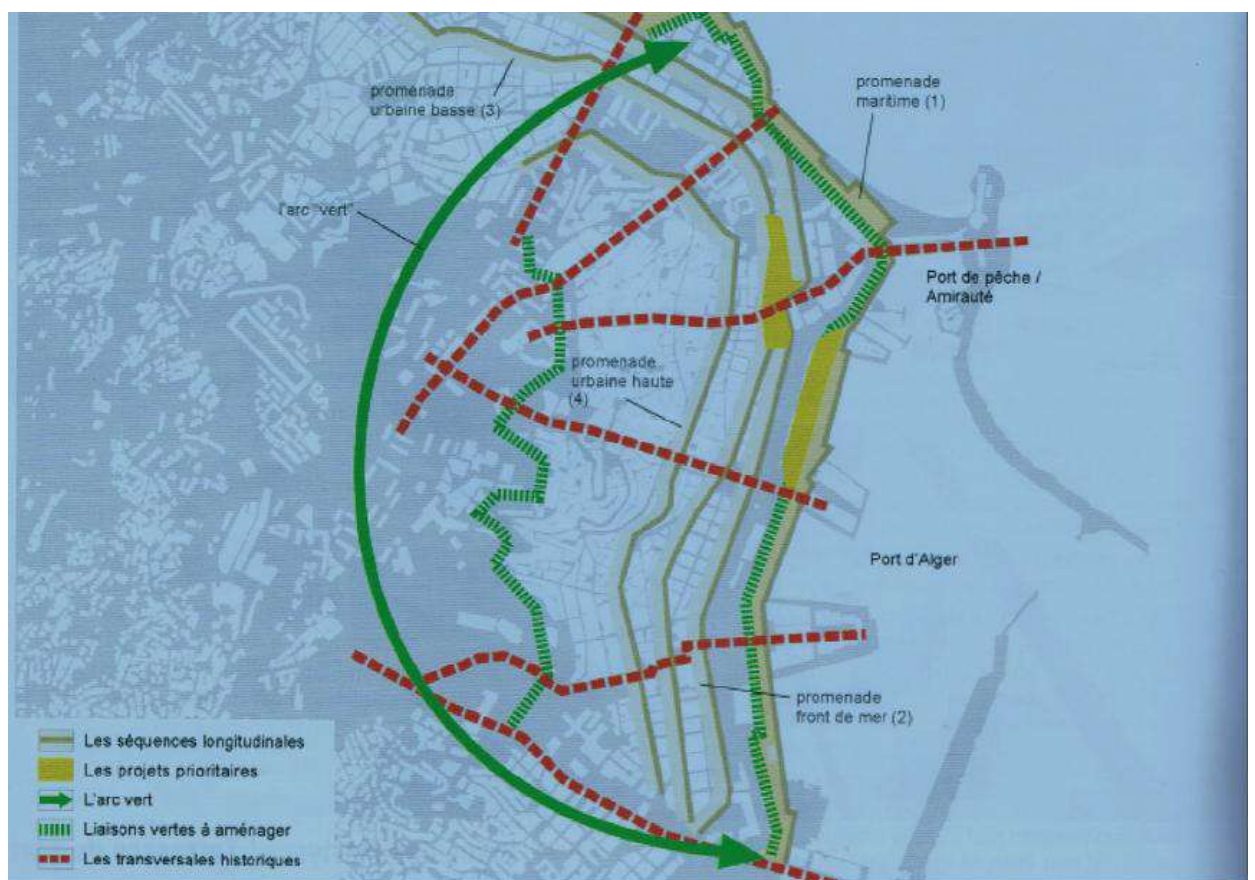 promenade
urbaine basse (3)
promenade
maritime (1)
l'arc "vert"
Port de pêche /
Amirauté
promenade
urbaine haute
(4)
Port d'Alger
promenade
front de mer (2)
Les séquences longitudinales
Les projets prioritaires
L'arc vert
Liaisons vertes à aménager
Les transversales historiques